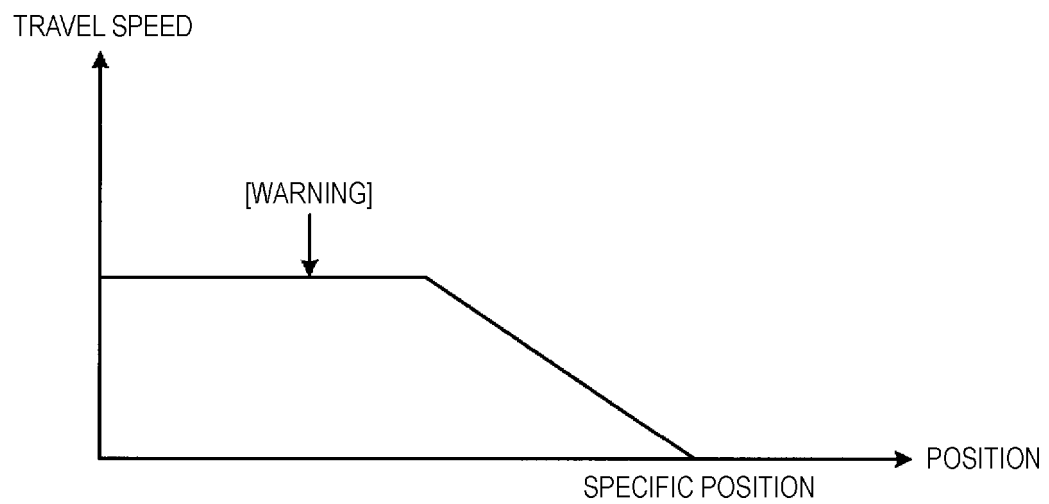 TRAVEL SPEED
[WARNING]
POSITION
SPECIFIC POSITION